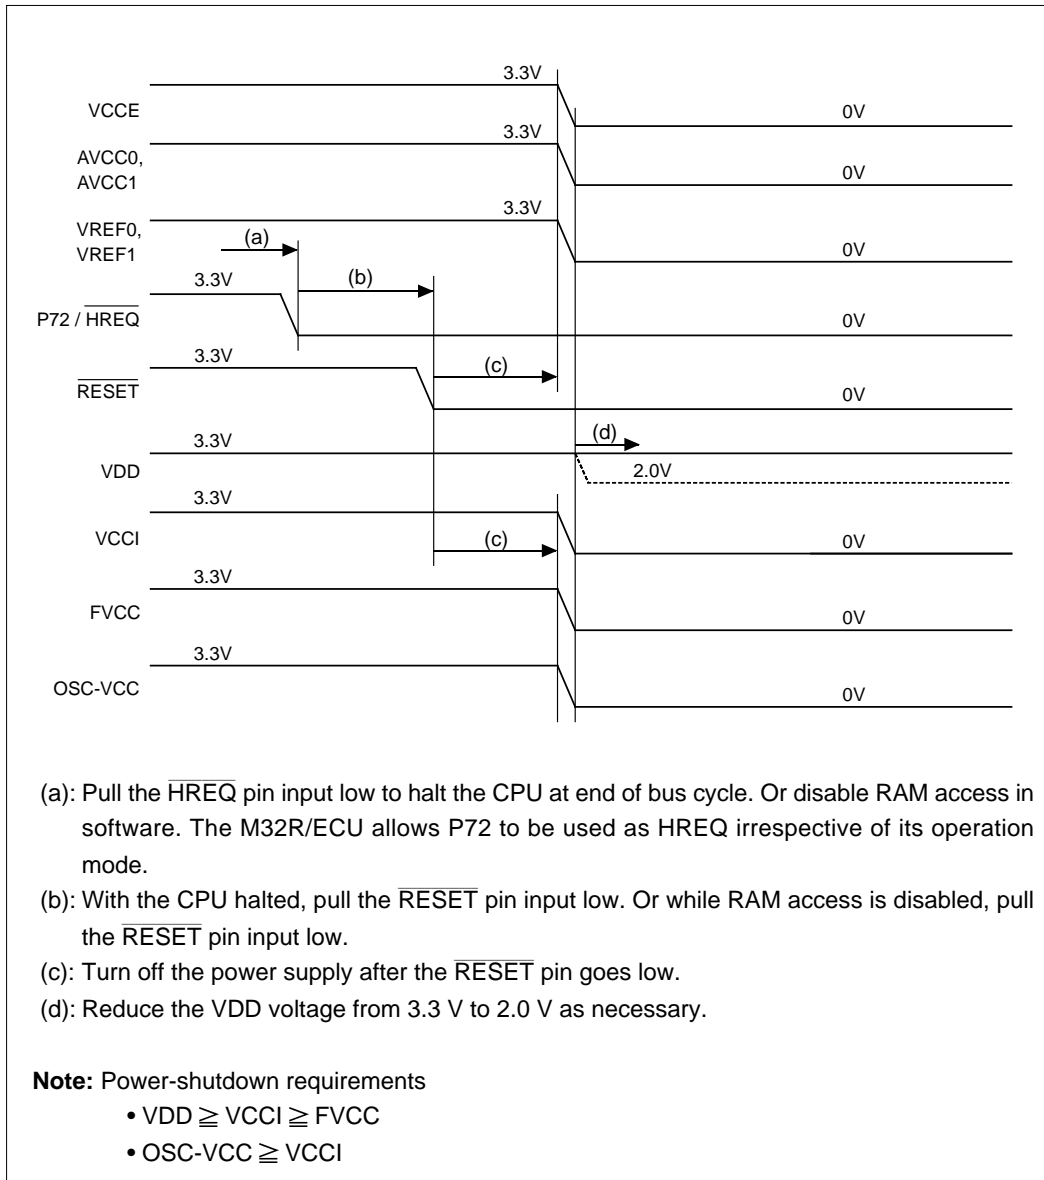 3.3V
VCCE
0V
3.3V
AVCC0,
AVCC1
0V
3.3V
VREF0,
VREF1
(a)
0V
3.3V
(b)
P72 / HREQ
0V
3.3V
(c)
RESET
0V
3.3V
(d)
VDD
2.0V
3.3V
VCCI
(c)
0V
3.3V
FVCC
0V
3.3V
OSC-VCC
0V
(a): Pull the HREQ pin input low to halt the CPU at end of bus cycle. Or disable RAM access in
software. The M32R/ECU allows P72 to be used as HREQ irrespective of its operation
mode.
(b): With the CPU halted, pull the RESET pin input low. Or while RAM access is disabled, pull
the RESET pin input low.
(c): Turn off the power supply after the RESET pin goes low.
(d): Reduce the VDD voltage from 3.3 V to 2.0 V as necessary.
Note: Power-shutdown requirements
• VDD ≧ VCCI ≧ FVCC
• OSC-VCC ≧ VCCI